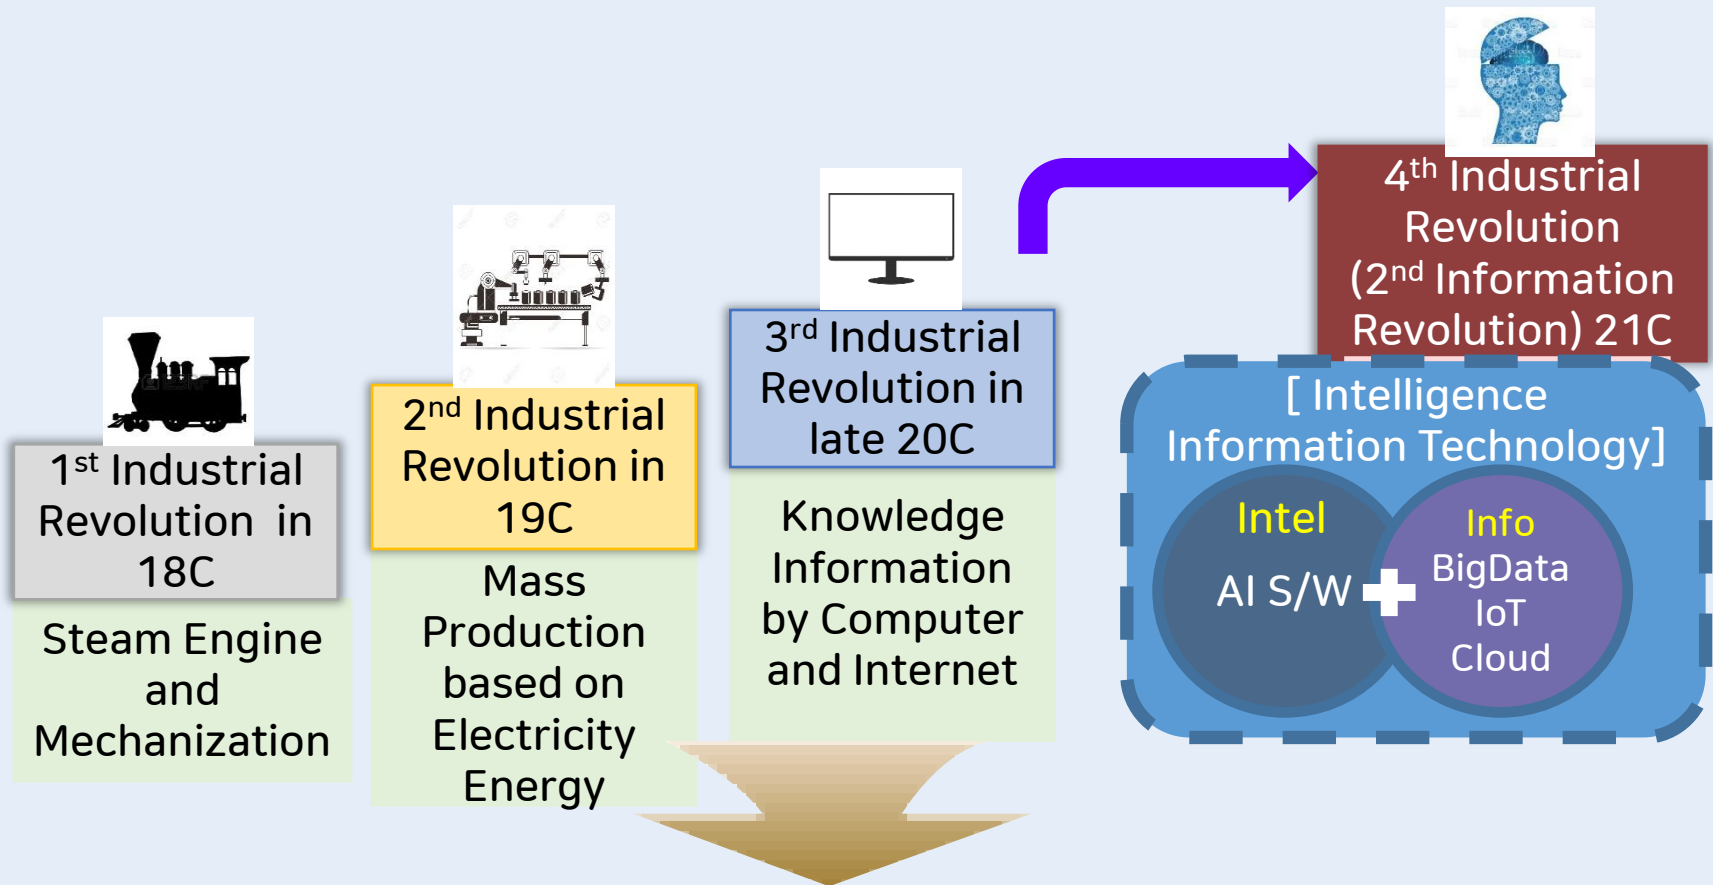 1st Industrial
Revolution in
18C
Steam Engine
and
Mechanization
2nd Industrial
Revolution in
19C
Mass
Production
based on
Electricity
Energy
3rd Industrial
Revolution in
late 20C
Knowledge
Information
by Computer
and Internet
4th Industrial
Revolution
(2nd Information
Revolution) 21C
[ Intelligence
Information Technology]
Intel
AI S/W
Info
BigData
IoT
Cloud